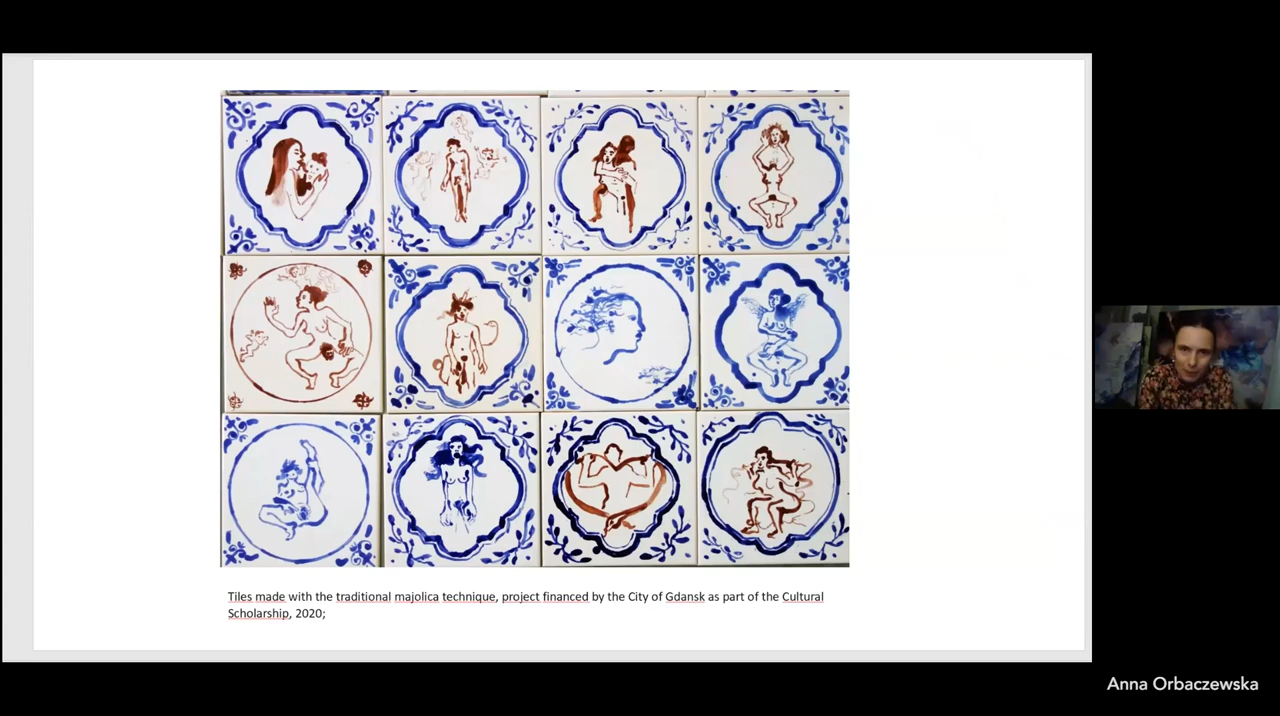 Tiles made with the traditional majolica technique, project financed by the City of Gdansk as part of the Cultural
Scholarship, 2020;
Anna Orbaczewska